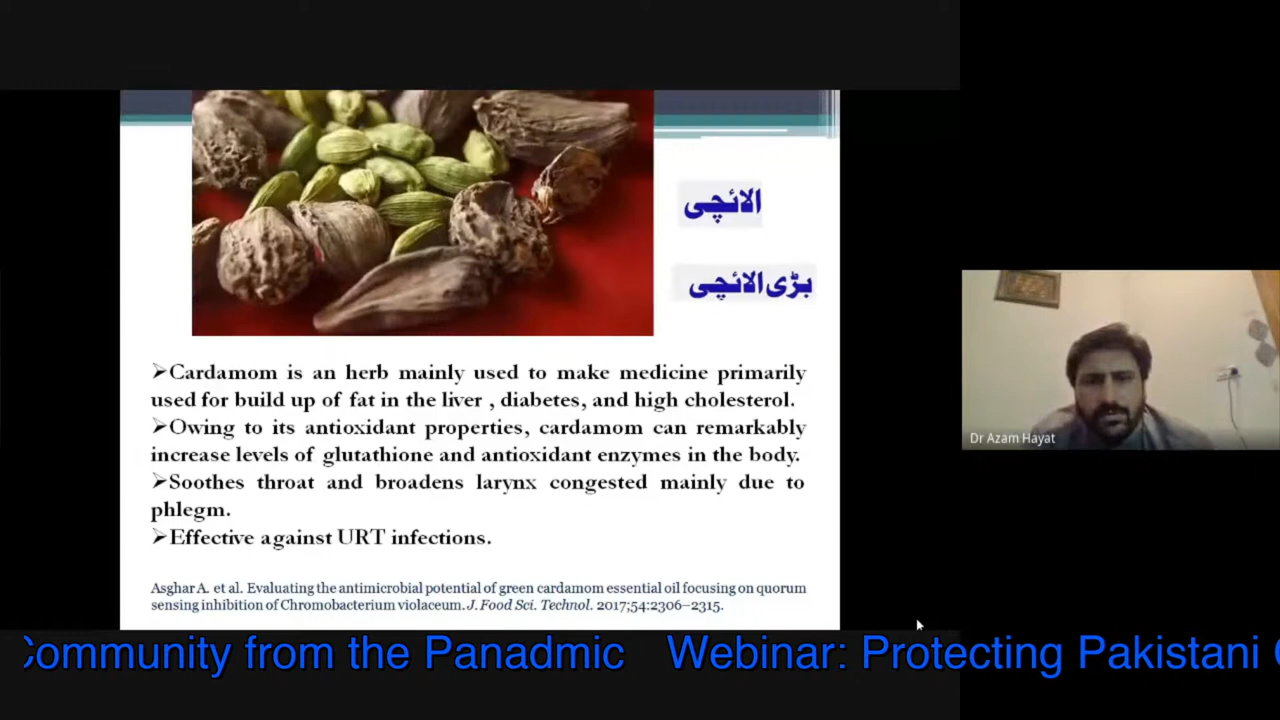 الائچی
بڑی الائچی
➢Cardamom is an herb mainly used to make medicine primarily
used for build up of fat in the liver , diabetes, and high cholesterol.
➢Owing to its antioxidant properties, cardamom can remarkably
increase levels of glutathione and antioxidant enzymes in the body.
➢Soothes throat and broadens larynx congested mainly due to
phlegm.
➢Effective against URT infections.
Asghar A. et al. Evaluating the antimicrobial potential of green cardamom essential oil focusing on quorum
sensing inhibition of Chromobacterium violaceum. J. Food Sci. Technol. 2017;54:2306–2315.
Dr Azam Hayat
Community from the Panadmic Webinar: Protecting Pakistani